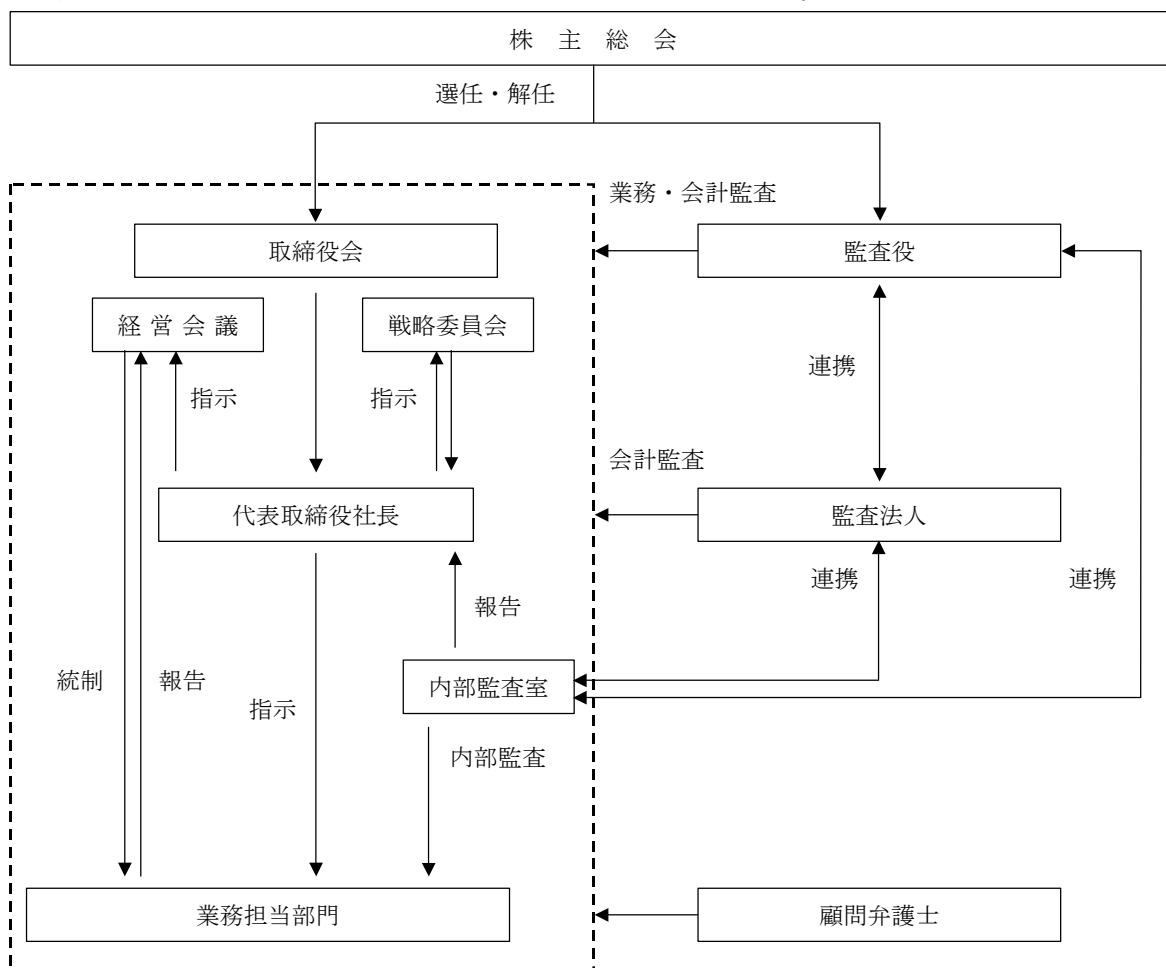 株 主 総 会
選任・解任
業務・会計監査
取締役会
監査役
経 営 会 議
戦略委員会
連携
指示
指示
会計監査
代表取締役社長
監査法人
連携
連携
報告
統制
報告
内部監査室
指示
内部監査
業務担当部門
顧問弁護士